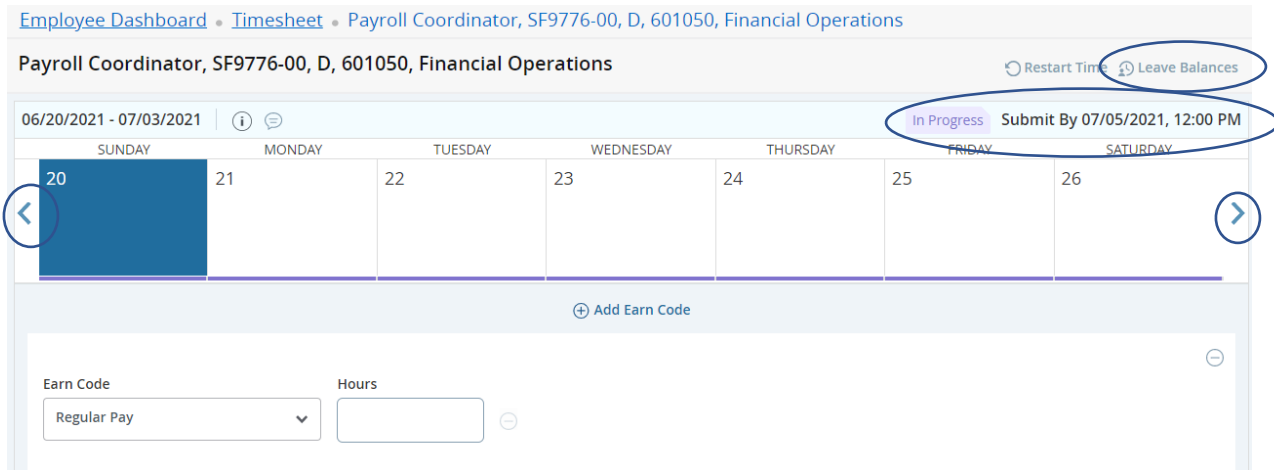 Employee Dashboard • Timesheet • Payroll Coordinator, SF9776-00, D, 601050, Financial Operations
Payroll Coordinator, SF9776-00, D, 601050, Financial Operations Restart Time Leave Balances
06/20/2021 - 07/03/2021 In Progress Submit By 07/05/2021, 12:00 PM
SUNDAY MONDAY TUESDAY WEDNESDAY THURSDAY FRIDAY SATURDAY
20 21 22 23 24 25 26
Add Earn Code
Earn Code Hours
Regular Pay